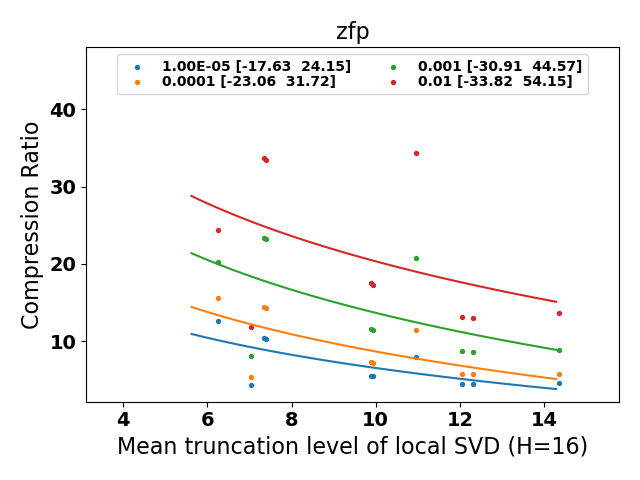 zfp
1.00E-05 [-17.63 24.15]
0.0001 [-23.06 31.72]
0.001 [-30.91 44.57]
0.01 [-33.82 54.15]
Compression Ratio
40
30
20
10
4 6 8 10 12 14
Mean truncation level of local SVD (H=16)